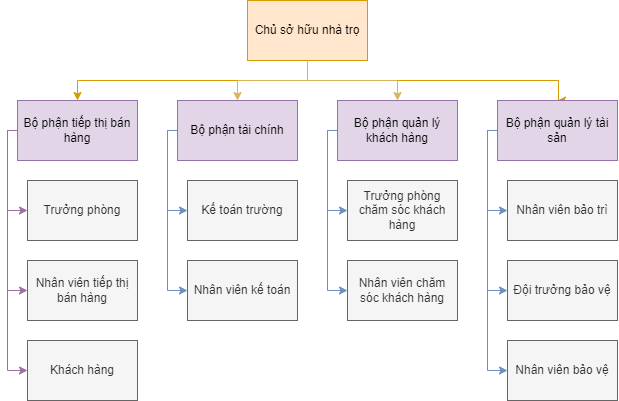 Chủ sở hữu nhà trọ
Bộ phận tiếp thị bán
hàng
Bộ phận tài chính
Bộ phận quản lý
khách hàng
Bộ phận quản lý tài
sản
Trưởng phòng
Kế toán trường
Trưởng phòng
chăm sóc khách
hàng
Nhân viên bảo trì
Nhân viên tiếp thị
bán hàng
Nhân viên kế toán
Nhân viên chăm
sóc khách hàng
Đội trưởng bảo vệ
Khách hàng
Nhân viên bảo vệ